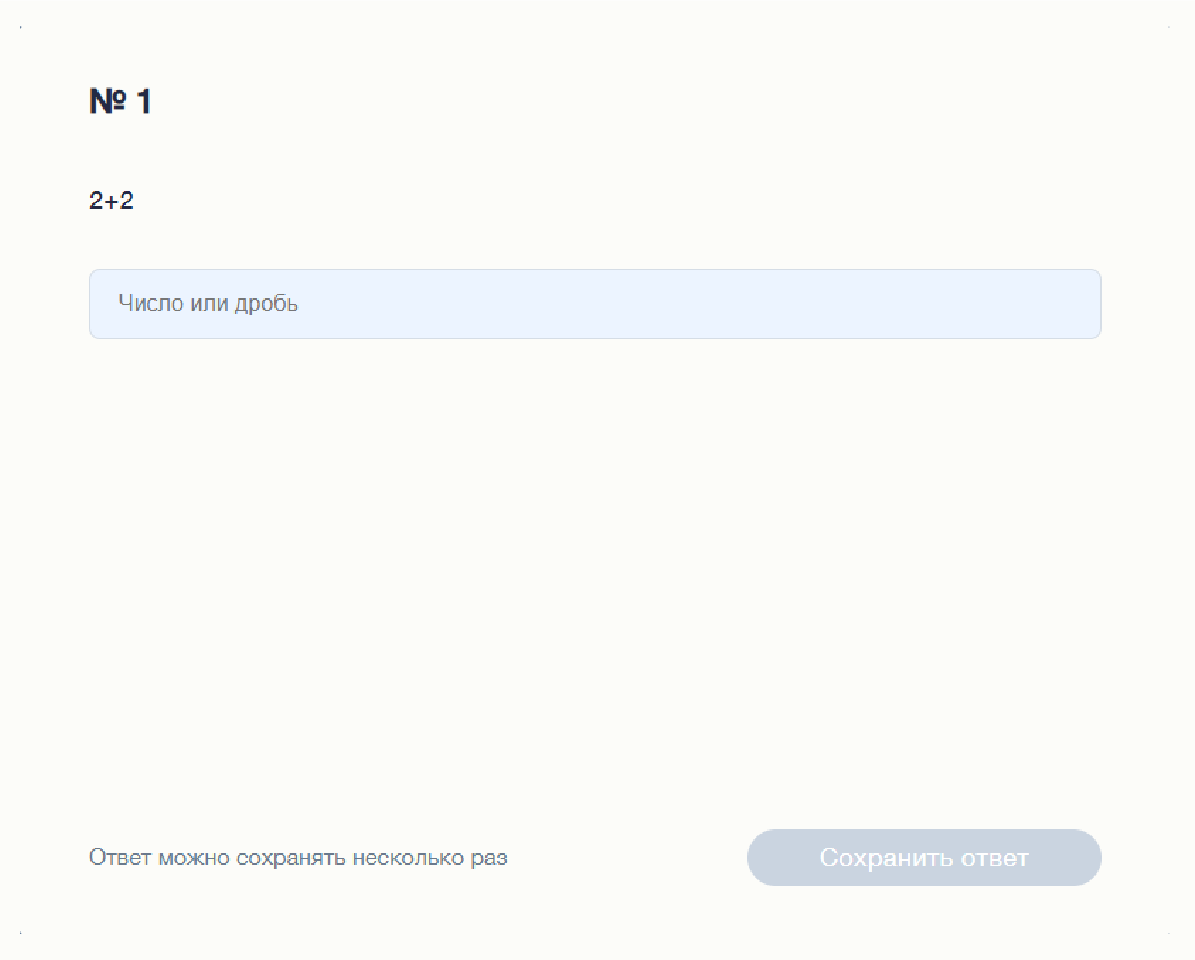 № 1
2+2
Число или дробь
Ответ можно сохранять несколько раз
Сохранить ответ